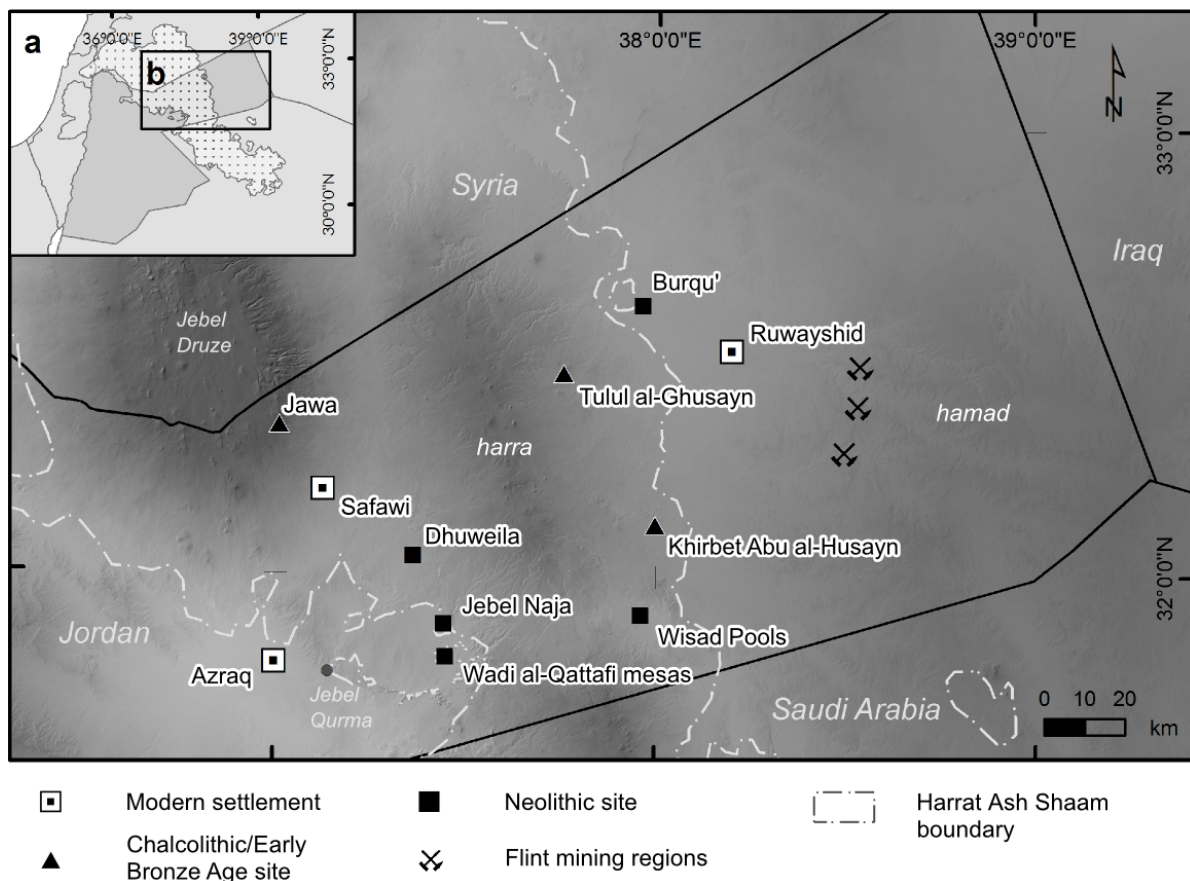 a
36°0'0"E
39°0'0"E
33°0'0"N
30°0'0"N
b
38°0'0"E
39°0'0"E
N
33°0'0"N
32°0'0"N
Syria
Iraq
Burqu'
Ruwayshid
Jebel
Druze
Jawa
Tulul al-Ghusayn
harra
hamad
Safawi
Dhuweila
Khirbet Abu al-Husayn
Jebel Naja
Wisad Pools
Jordan
Azraq
Wadi al-Qattafi mesas
Jebel
Qurma
Saudi Arabia
0 10 20
km
Modern settlement
Neolithic site
Harrat Ash Shaam
boundary
Chalcolithic/Early
Bronze Age site
Flint mining regions